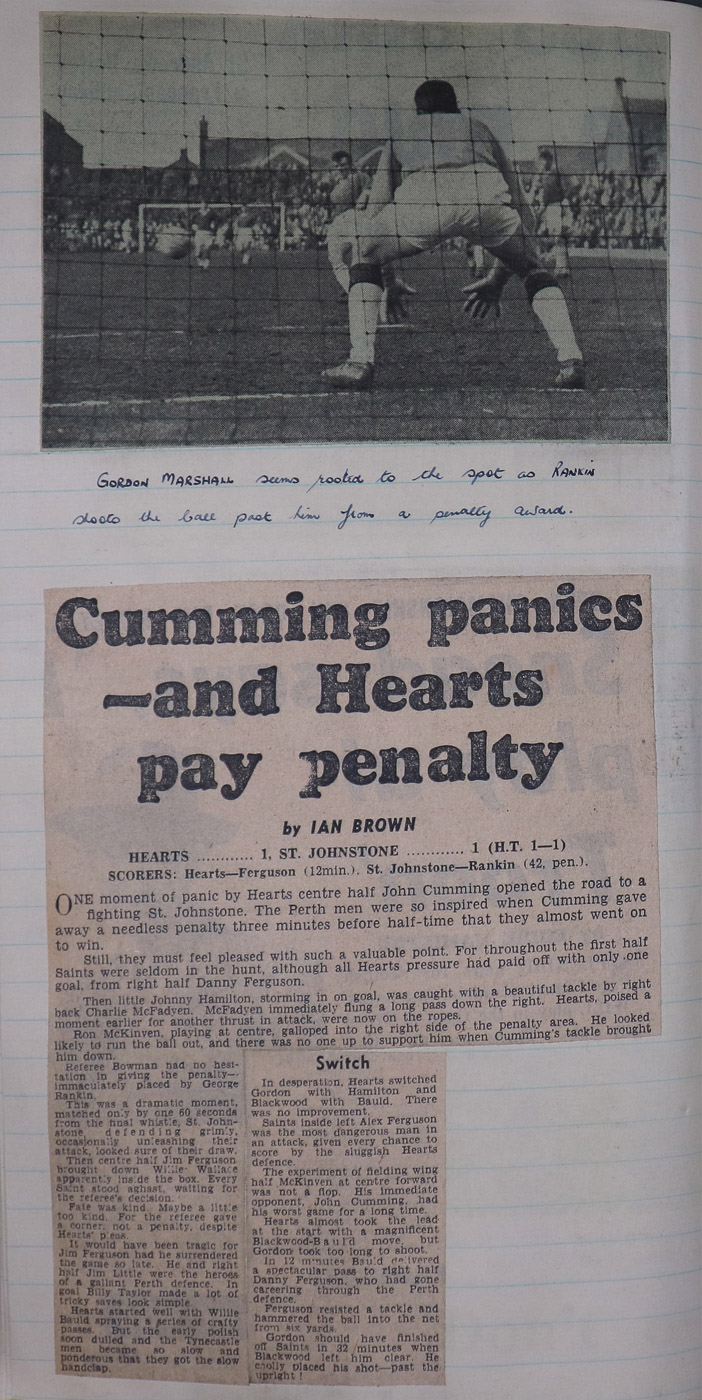 GORDON MARSHALL seems rooted to the spot as RANKIN
shoots the ball past him from a penalty award.
Cumming panics
—and Hearts
pay penalty
by IAN BROWN
HEARTS ............ 1, ST. JOHNSTONE ............ 1 (H.T. 1—1)
SCORERS: Hearts—Ferguson (12min.). St. Johnstone—Rankin (42, pen.).
ONE moment of panic by Hearts centre half John Cumming opened the road to a
fighting St. Johnstone. The Perth men were so inspired when Cumming gave
away a needless penalty three minutes before half-time that they almost went on
to win.
Still, they must feel pleased with such a valuable point. For throughout the first half
Saints were seldom in the hunt, although all Hearts pressure had paid off with only one
goal, from right half Danny Ferguson.
Then little Johnny Hamilton, storming in on goal, was caught with a beautiful tackle by right
back Charlie McFadyen. McFadyen immediately flung a long pass down the right. Hearts, poised a
moment earlier for another thrust in attack, were now on the ropes.
Ron McKinven, playing at centre, galloped into the right side of the penalty area. He looked
likely to run the ball out, and there was no one up to support him when Cumming's tackle brought
him down.
Referee Bowman had no hesi-
tation in giving the penalty—
immaculately placed by George
Rankin.
This was a dramatic moment,
matched only by one 60 seconds
from the final whistle. St. John-
stone, defending grimly,
occasionally unleashing their
attack, looked sure of their draw.
Then centre half Jim Ferguson
brought down Willie Wallace
apparently inside the box. Every
Saint stood aghast, waiting for
the referee's decision.
Fate was kind. Maybe a little
too kind. For the referee gave
a corner, not a penalty, despite
Hearts' pleas.
It would have been tragic for
Jim Ferguson had he surrendered
the game so late. He and right
half Jim Little were the heroes
of a gallant Perth defence. In
goal Billy Taylor made a lot of
tricky saves look simple.
Hearts started well with Willie
Bauld spraying a series of crafty
passes. But the early polish
soon dulled and the Tynecastle
men became so slow and
ponderous that they got the slow
handclap.
Switch
In desperation, Hearts switched
Gordon with Hamilton and
Blackwood with Bauld. There
was no improvement.
Saints inside left Alex Ferguson
was the most dangerous man in
an attack, given every chance to
score by the sluggish Hearts
defence.
The experiment of fielding wing
half McKinven at centre forward
was not a flop. His immediate
opponent, John Cumming, had
his worst game for a long time.
Hearts almost took the lead
at the start with a magnificent
Blackwood-Bauld move, but
Gordon took too long to shoot.
In 12 minutes Bauld delivered
a spectacular pass to right half
Danny Ferguson, who had gone
careering through the Perth
defence.
Ferguson resisted a tackle and
hammered the ball into the net
from six yards.
Gordon should have finished
off Saints in 32 minutes when
Blackwood left him clear. He
coolly placed his shot—past the
upright!